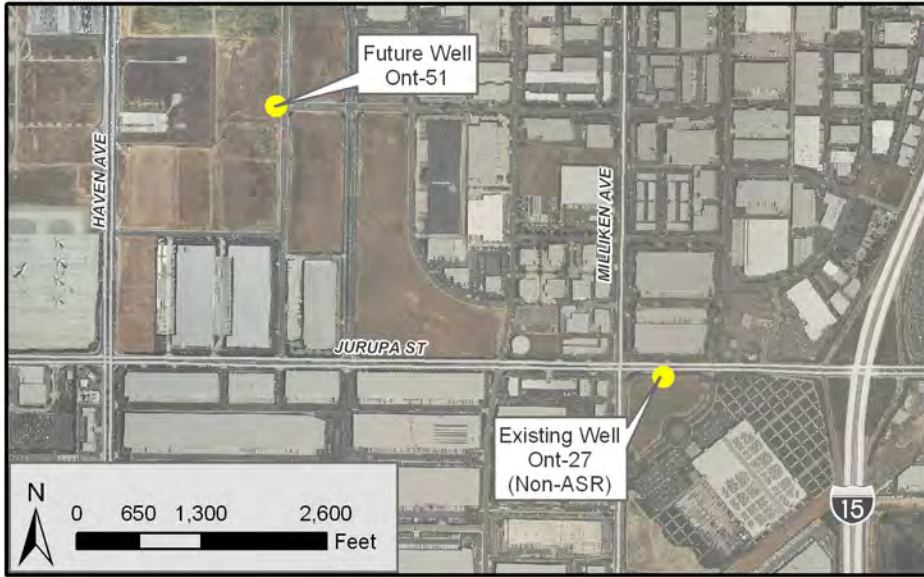 Future Well
Ont-51
HAVEN AVE
MILLIKEN AVE
JURUPA ST
Existing Well
Ont-27
(Non-ASR)
N
0 650 1,300 2,600
Feet
15